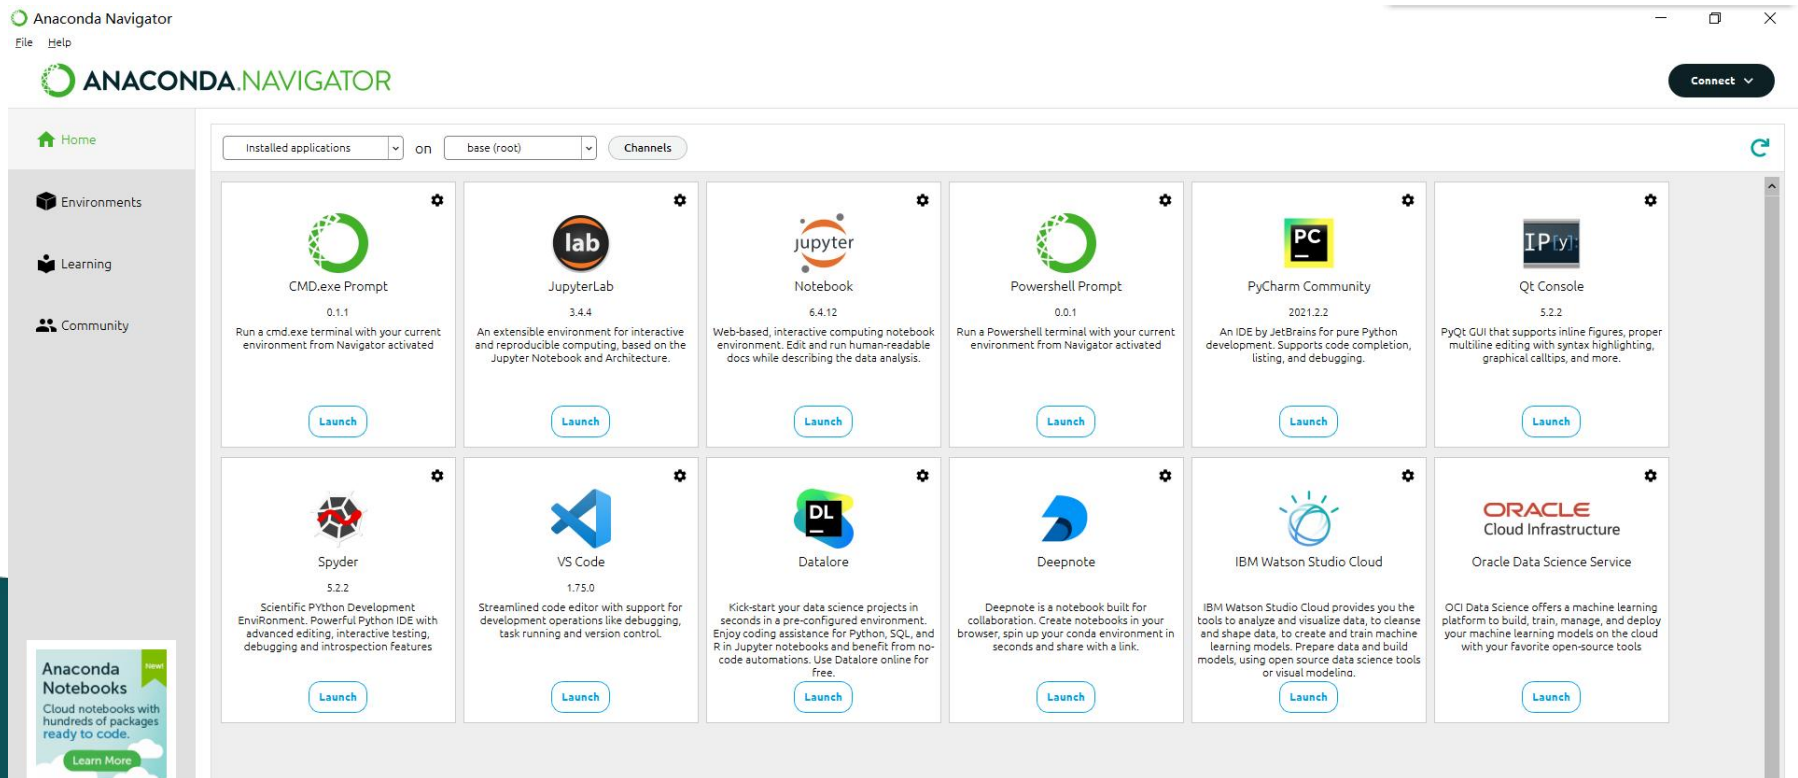 Anaconda Navigator
File Help
ANACONDA.NAVIGATOR
Connect
Home
Environments
Learning
Community
Installed applications on base (root) Channels
CMD.exe Prompt
0.1.1
Run a cmd.exe terminal with your current
environment from Navigator activated
Launch
lab
JupyterLab
3.4.4
An extensible environment for interactive
and reproducible computing, based on the
Jupyter Notebook and Architecture.
Launch
jupyter
Notebook
6.4.12
Web-based, interactive computing notebook
environment. Edit and run human-readable
docs while describing the data analysis.
Launch
Powershell Prompt
0.0.1
Run a Powershell terminal with your current
environment from Navigator activated
Launch
PC
PyCharm Community
2021.2.2
An IDE by JetBrains for pure Python
development. Supports code completion,
listing, and debugging.
Launch
IP[y]:
Qt Console
5.2.2
PyQt GUI that supports inline figures, proper
multiline editing with syntax highlighting,
graphical calltips, and more.
Launch
Spyder
5.2.2
Scientific PYthon Development
EnviRonment. Powerful Python IDE with
advanced editing, interactive testing,
debugging and introspection features
Launch
VS Code
1.75.0
Streamlined code editor with support for
development operations like debugging,
task running and version control.
Launch
DL
Datalore
Kick-start your data science projects in
seconds in a pre-configured environment.
Enjoy coding assistance for Python, SQL, and
R in Jupyter notebooks and benefit from no-
code automations. Use Datalore online for
free.
Launch
Deepnote
Deepnote is a notebook built for
collaboration. Create notebooks in your
browser, spin up your conda environment in
seconds and share with a link.
Launch
IBM Watson Studio Cloud
IBM Watson Studio Cloud provides you the
tools to analyze and visualize data, to cleanse
and shape data, to create and train machine
learning models. Prepare data and build
models, using open source data science tools
or visual modeling.
Launch
ORACLE
Cloud Infrastructure
Oracle Data Science Service
OCI Data Science offers a machine learning
platform to build, train, manage, and deploy
your machine learning models on the cloud
with your favorite open-source tools
Launch
Anaconda
Notebooks
New!
Cloud notebooks with
hundreds of packages
ready to code.
Learn More